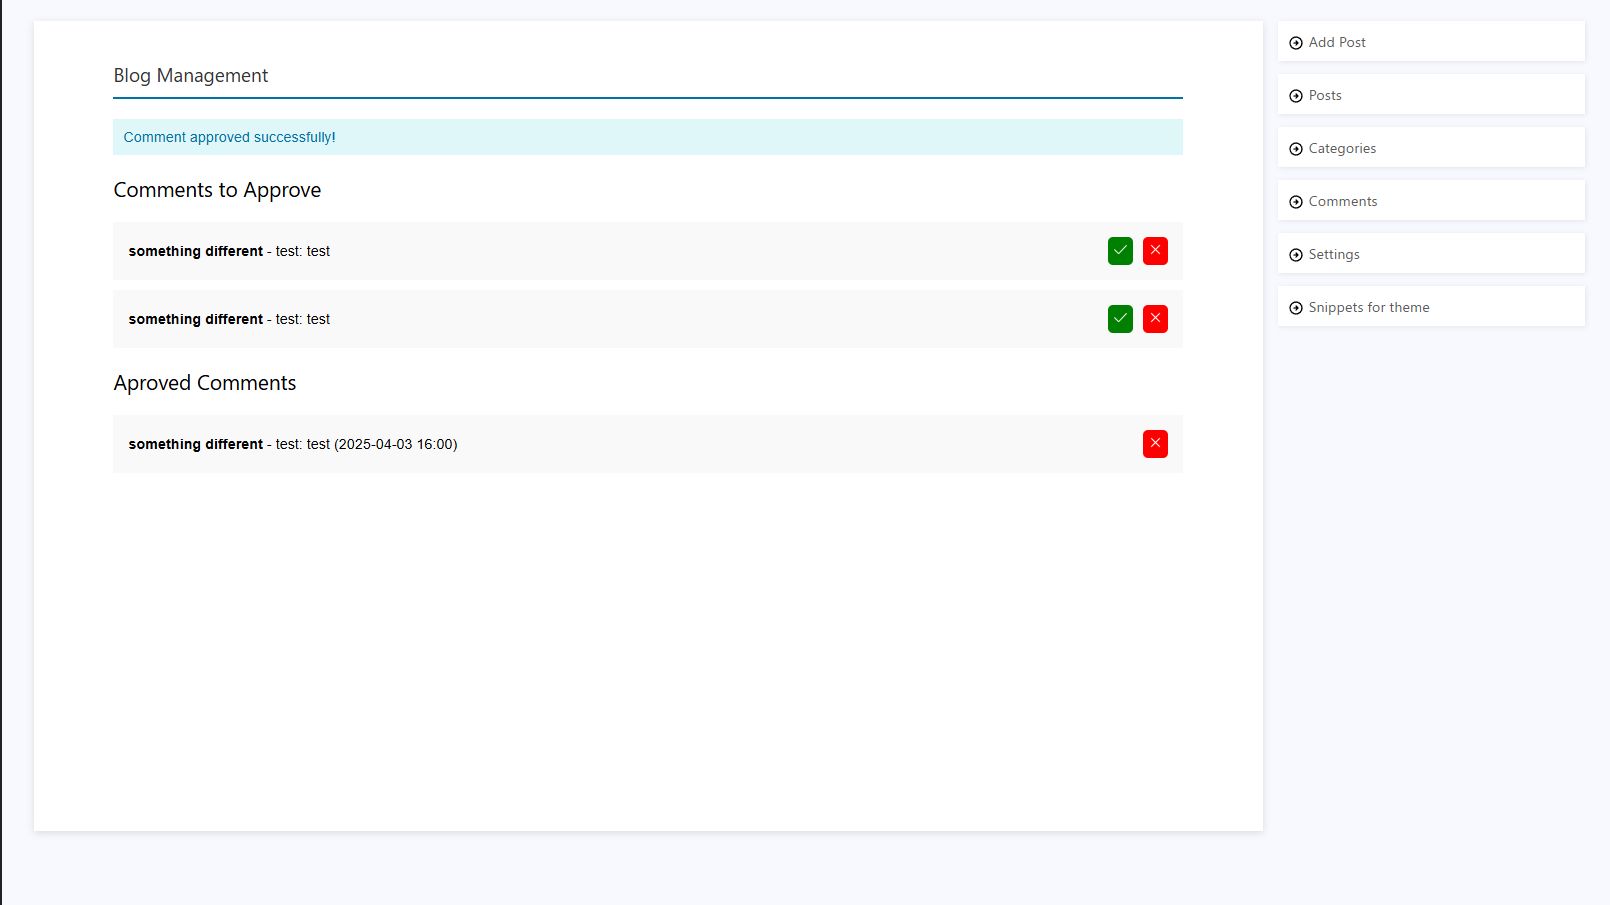 Blog Management
Comment approved successfully!
Comments to Approve
something different - test: test
something different - test: test
Aproved Comments
something different - test: test (2025-04-03 16:00)
Add Post
Posts
Categories
Comments
Settings
Snippets for theme